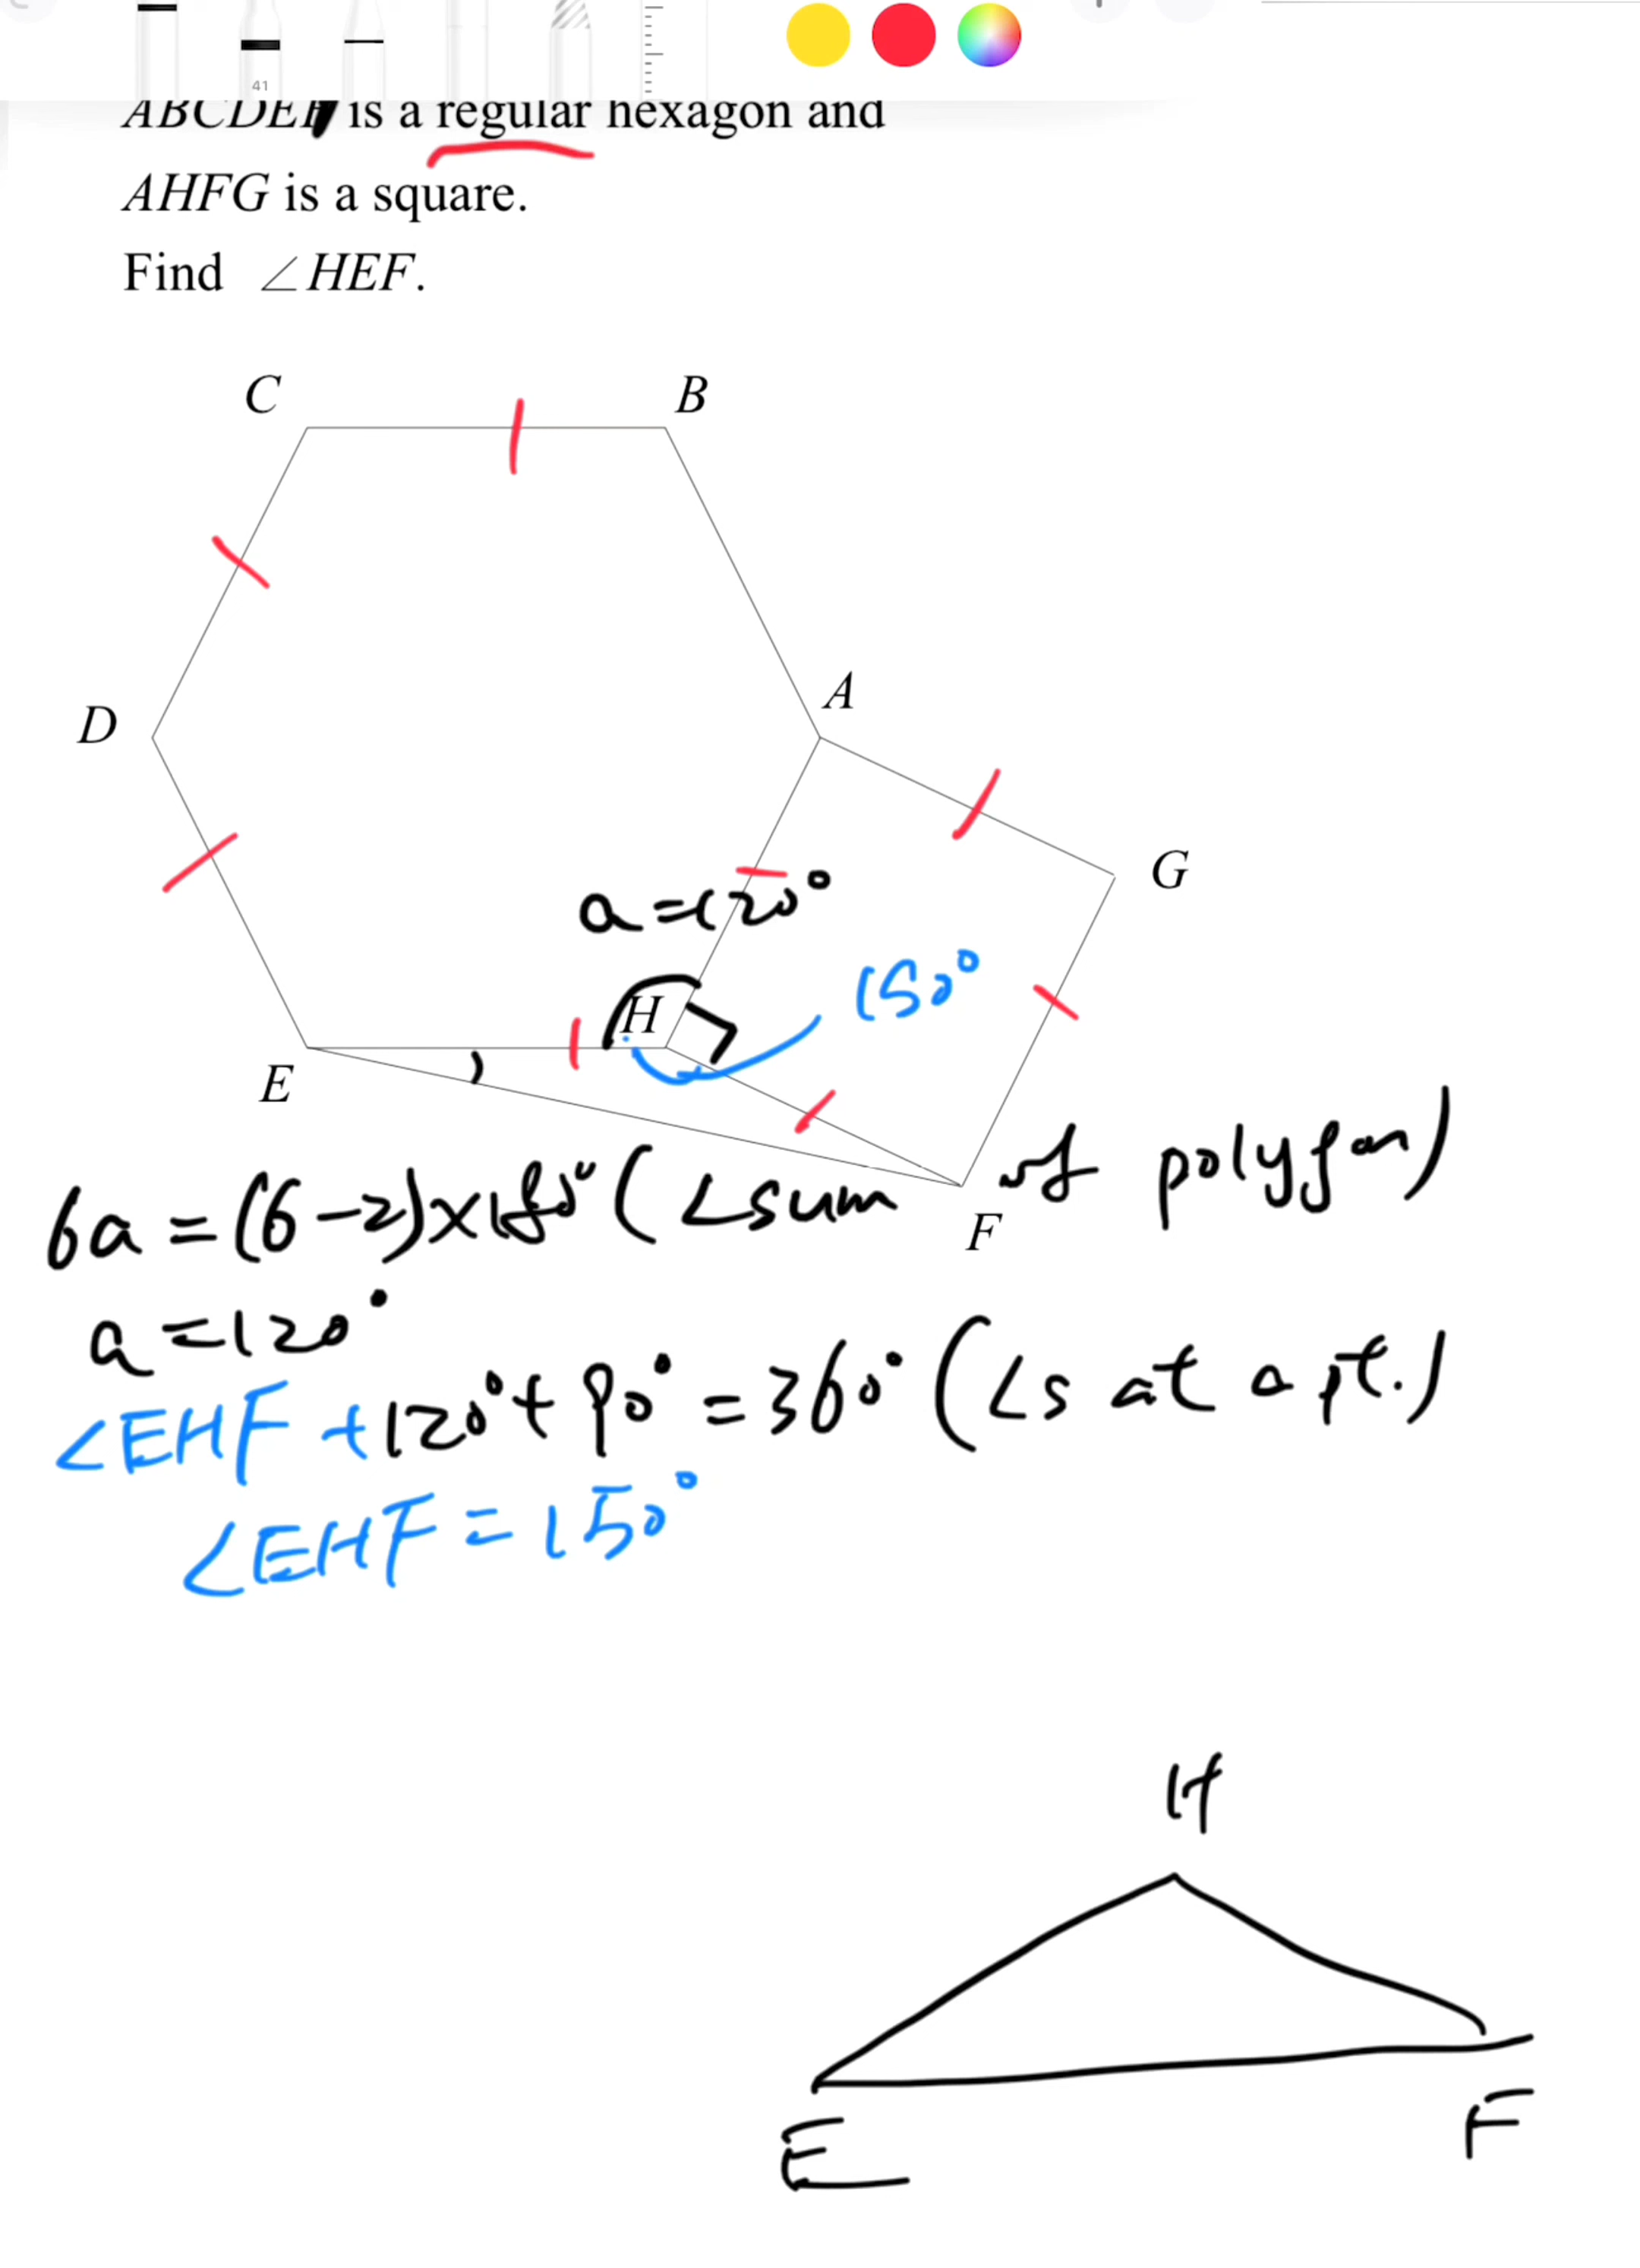 41
ABCDEF is a regular hexagon and
AHFG is a square.
Find ∠HEF.
C
B
A
D
G
a=120°
150°
H
E
F
6a=(6-2)×180°(∠sum of polygon)
a=120°
∠EHF+120°+90°=360°(∠s at a pt.)
∠EHF=150°
H
E
F